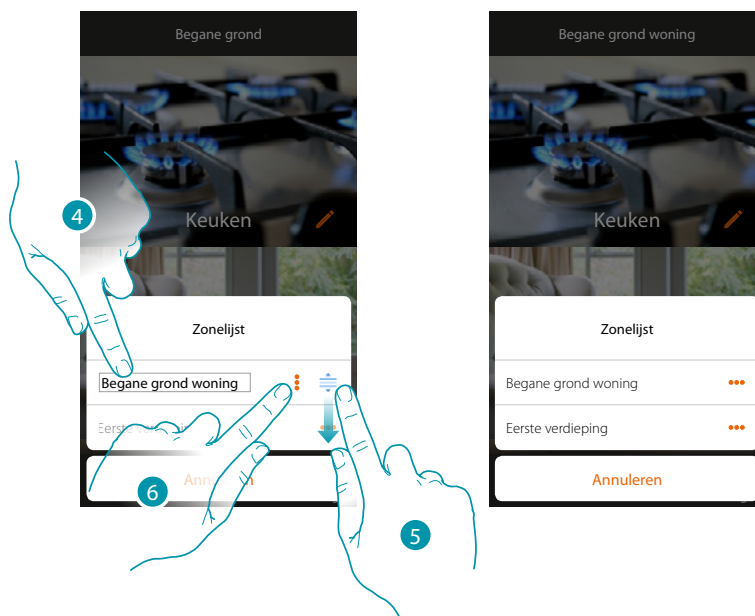 Begane grond
Keuken
4
Zonelijst
Begane grond woning
Eerste
6
5
Begane grond woning
Keuken
Zonelijst
Begane grond woning
Eerste verdieping
Annuleren